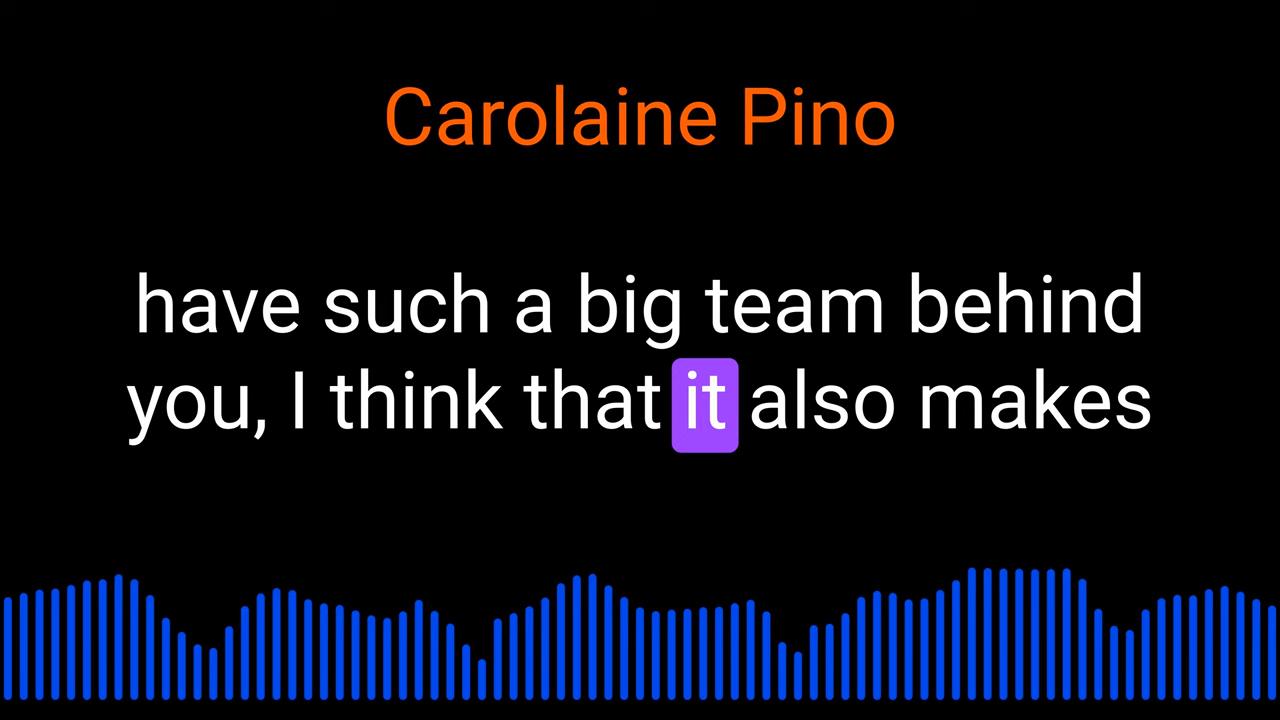 Carolaine Pino
have such a big team behind
you, I think that it also makes